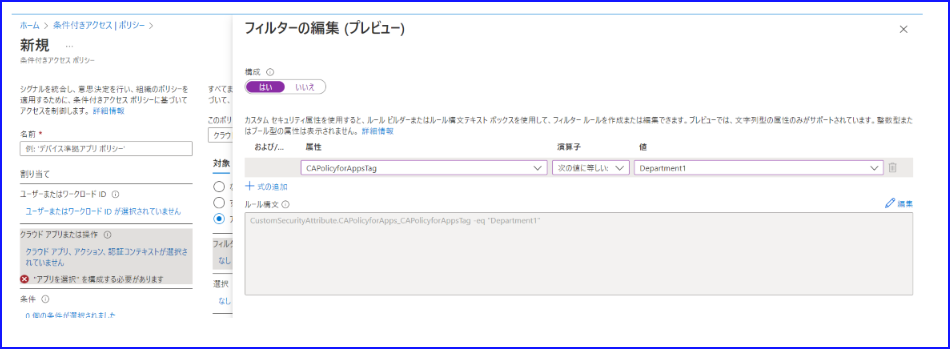 ホーム > 条件付きアクセス | ポリシー >
新規 …
条件付きアクセス ポリシー
シグナルを統合し、意思決定を行い、組織のポリシーを
適用するために、条件付きアクセス ポリシーに基づいて
アクセスを制御します。 詳細情報
名前 *
例: 'デバイス準拠アプリ ポリシー'
割り当て
ユーザーまたはワークロード ID
ユーザーまたはワークロード ID が選択されていません
クラウド アプリまたは操作
クラウド アプリ、アクション、認証コンテキストが選択さ
れていません
"アプリを選択" を構成する必要があります
条件
0 個の条件が選択されました
すべてま
づいて、
このポリ
クラウ
対象
フィル
なし
選択
なし
フィルターの編集 (プレビュー)
構成
はい いいえ
カスタム セキュリティ属性を使用すると、ルール ビルダーまたはルール構文テキスト ボックスを使用して、フィルター ルールを作成または編集できます。プレビューでは、文字列型の属性のみがサポートされています。整数型ま
たはブール型の属性は表示されません。 詳細情報
および/... 属性 演算子 値
CAPolicyforAppsTag 次の値に等しい: Department1
+ 式の追加
ルール構文 編集
CustomSecurityAttribute.CAPolicyforApps_CAPolicyforAppsTag -eq "Department1"